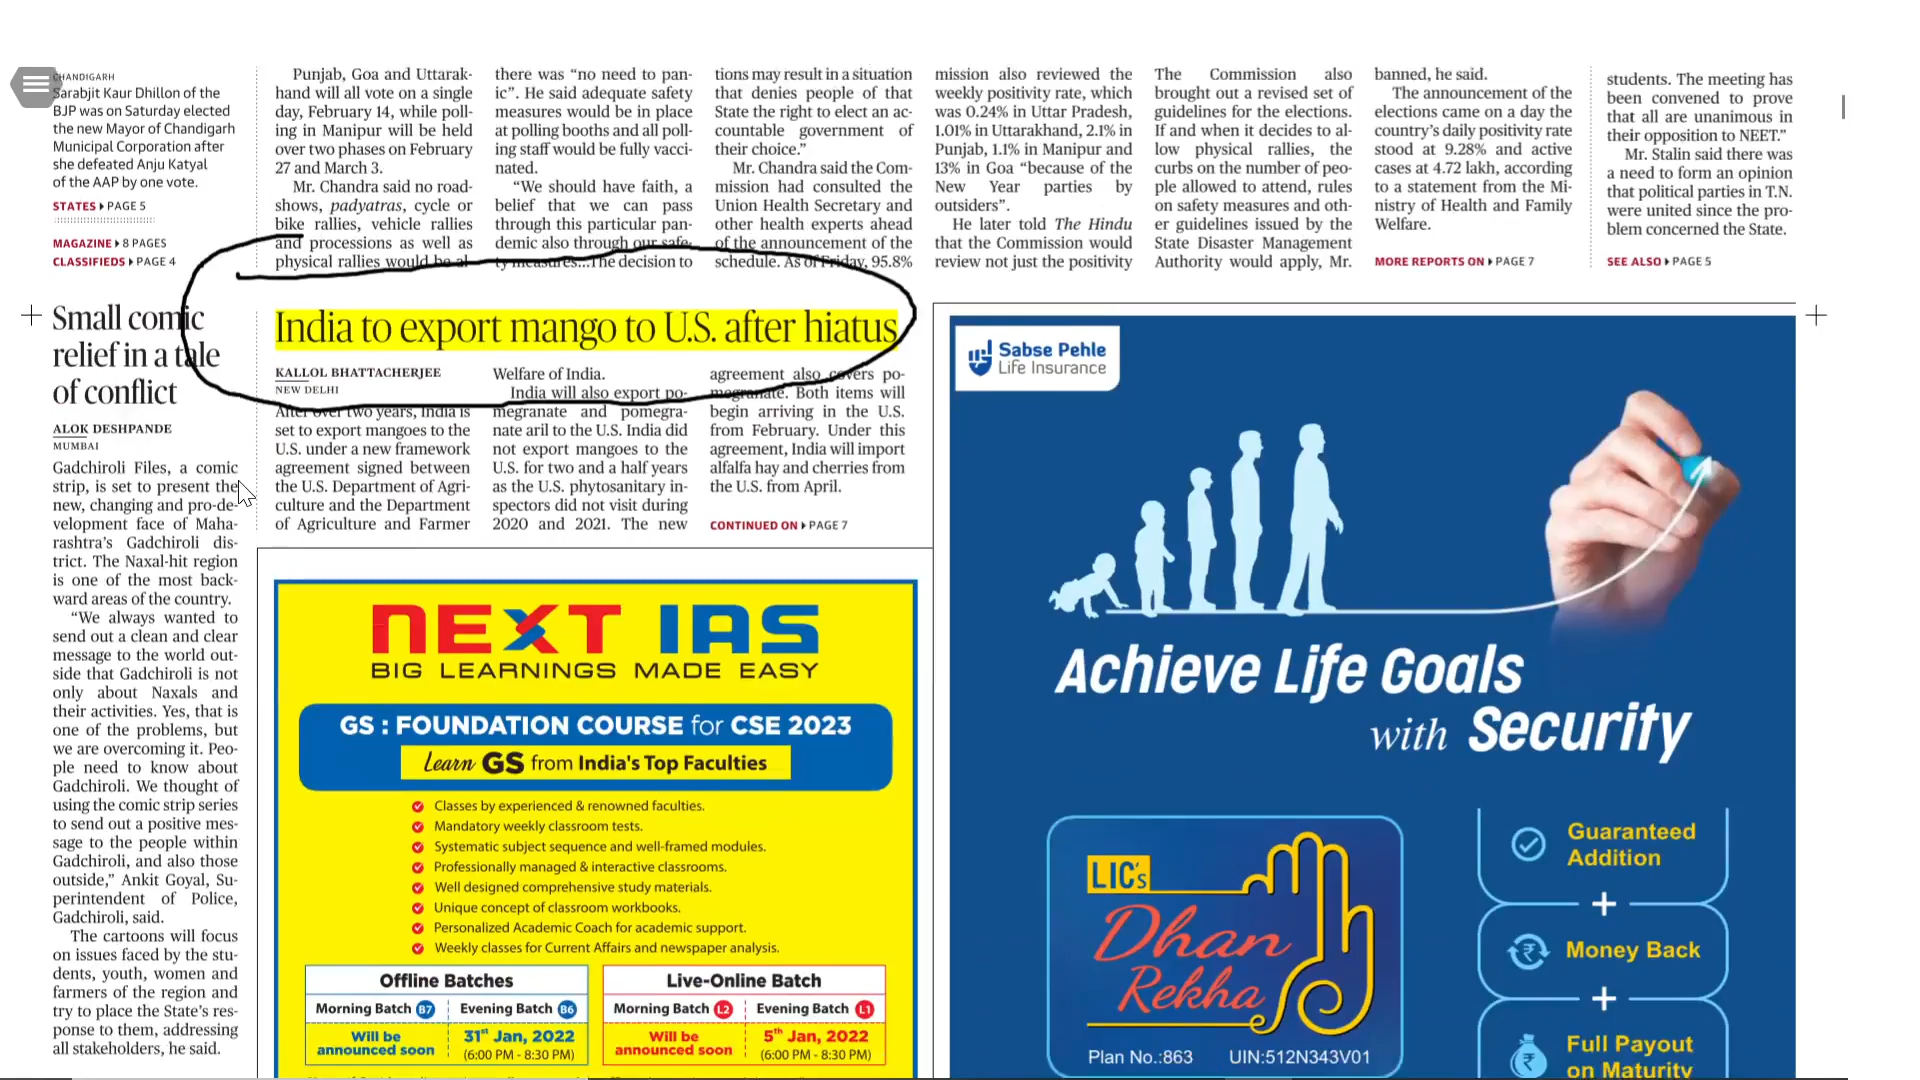 CHANDIGARH
Sarabjit Kaur Dhillon of the
BJP was on Saturday elected
the new Mayor of Chandigarh
Municipal Corporation after
she defeated Anju Katyal
of the AAP by one vote.
STATES PAGE 5
MAGAZINE 8 PAGES
CLASSIFIEDS PAGE 4
Punjab, Goa and Uttarak-
hand will all vote on a single
day, February 14, while poll-
ing in Manipur will be held
over two phases on February
27 and March 3.
Mr. Chandra said no road-
shows, padyatras, cycle or
bike rallies, vehicle rallies
and processions as well as
physical rallies would be al-
there was “no need to pan-
ic”. He said adequate safety
measures would be in place
at polling booths and all poll-
ing staff would be fully vacci-
nated.
“We should have faith, a
belief that we can pass
through this particular pan-
demic also through our safe-
ty measures...The decision to
tions may result in a situation
that denies people of that
State the right to elect an ac-
countable government of
their choice.”
Mr. Chandra said the Com-
mission had consulted the
Union Health Secretary and
other health experts ahead
of the announcement of the
schedule. As of Friday, 95.8%
mission also reviewed the
weekly positivity rate, which
was 0.24% in Uttar Pradesh,
1.01% in Uttarakhand, 2.1% in
Punjab, 1.1% in Manipur and
13% in Goa “because of the
New Year parties by
outsiders”.
He later told The Hindu
that the Commission would
review not just the positivity
The Commission also
brought out a revised set of
guidelines for the elections.
If and when it decides to al-
low physical rallies, the
curbs on the number of peo-
ple allowed to attend, rules
on safety measures and oth-
er guidelines issued by the
State Disaster Management
Authority would apply, Mr.
banned, he said.
The announcement of the
elections came on a day the
country’s daily positivity rate
stood at 9.28% and active
cases at 4.72 lakh, according
to a statement from the Mi-
nistry of Health and Family
Welfare.
MORE REPORTS ON PAGE 7
students. The meeting has
been convened to prove
that all are unanimous in
their opposition to NEET.”
Mr. Stalin said there was
a need to form an opinion
that political parties in T.N.
were united since the pro-
blem concerned the State.
SEE ALSO PAGE 5
Small comic
relief in a tale
of conflict
ALOK DESHPANDE
MUMBAI
Gadchiroli Files, a comic
strip, is set to present the
new, changing and pro-de-
velopment face of Maha-
rashtra’s Gadchiroli dis-
trict. The Naxal-hit region
is one of the most back-
ward areas of the country.
“We always wanted to
send out a clean and clear
message to the world out-
side that Gadchiroli is not
only about Naxals and
their activities. Yes, that is
one of the problems, but
we are overcoming it. Peo-
ple need to know about
Gadchiroli. We thought of
using the comic strip series
to send out a positive mes-
sage to the people within
Gadchiroli, and also those
outside,” Ankit Goyal, Su-
perintendent of Police,
Gadchiroli, said.
The cartoons will focus
on issues faced by the stu-
dents, youth, women and
farmers of the region and
try to place the State’s res-
ponse to them, addressing
all stakeholders, he said.
India to export mango to U.S. after hiatus
KALLOL BHATTACHERJEE
NEW DELHI
After over two years, India is
set to export mangoes to the
U.S. under a new framework
agreement signed between
the U.S. Department of Agri-
culture and the Department
of Agriculture and Farmer
Welfare of India.
India will also export po-
megranate and pomegra-
nate aril to the U.S. India did
not export mangoes to the
U.S. for two and a half years
as the U.S. phytosanitary in-
spectors did not visit during
2020 and 2021. The new
agreement also covers po-
megranate. Both items will
begin arriving in the U.S.
from February. Under this
agreement, India will import
alfalfa hay and cherries from
the U.S. from April.
CONTINUED ON PAGE 7
NEXT IAS
BIG LEARNINGS MADE EASY
GS : FOUNDATION COURSE for CSE 2023
Learn GS from India's Top Faculties
Classes by experienced & renowned faculties.
Mandatory weekly classroom tests.
Systematic subject sequence and well-framed modules.
Professionally managed & interactive classrooms.
Well designed comprehensive study materials.
Unique concept of classroom workbooks.
Personalized Academic Coach for academic support.
Weekly classes for Current Affairs and newspaper analysis.
Offline Batches
Morning Batch B7 Evening Batch B6
Will be announced soon
31st Jan, 2022
(6:00 PM - 8:30 PM)
Live-Online Batch
Morning Batch L2 Evening Batch L1
Will be announced soon
5th Jan, 2022
(6:00 PM - 8:30 PM)
Sabse Pehle
Life Insurance
Achieve Life Goals
with Security
LIC's
Dhan
Rekha
Plan No.:863 UIN:512N343V01
Guaranteed
Addition
+
Money Back
+
Full Payout
on Maturity